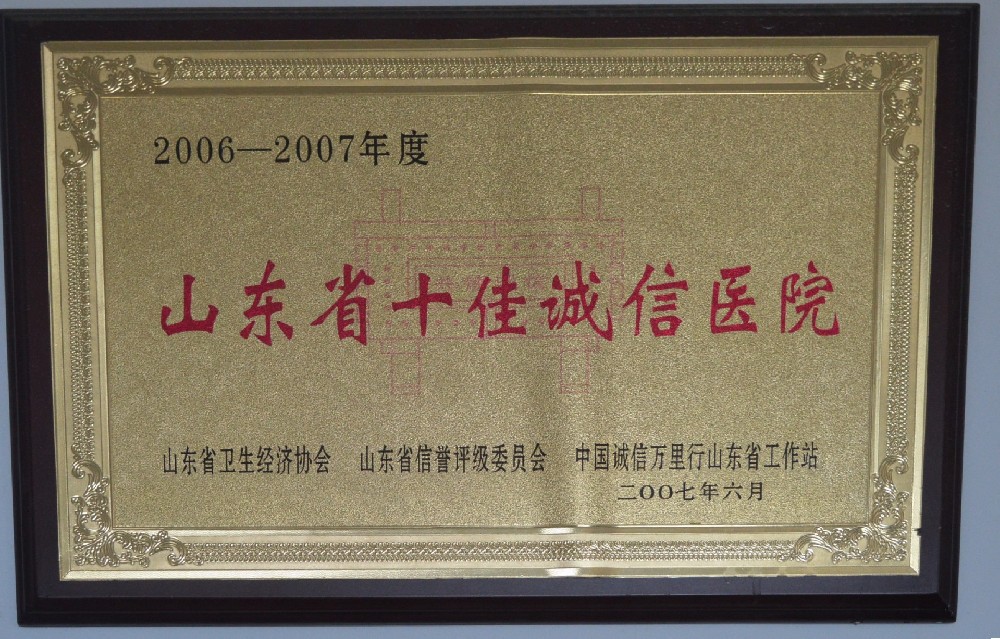 2006—2007年度
山东省十佳诚信医院
山东省卫生经济协会 山东省信誉评级委员会 中国诚信万里行山东省工作站
二〇〇七年六月